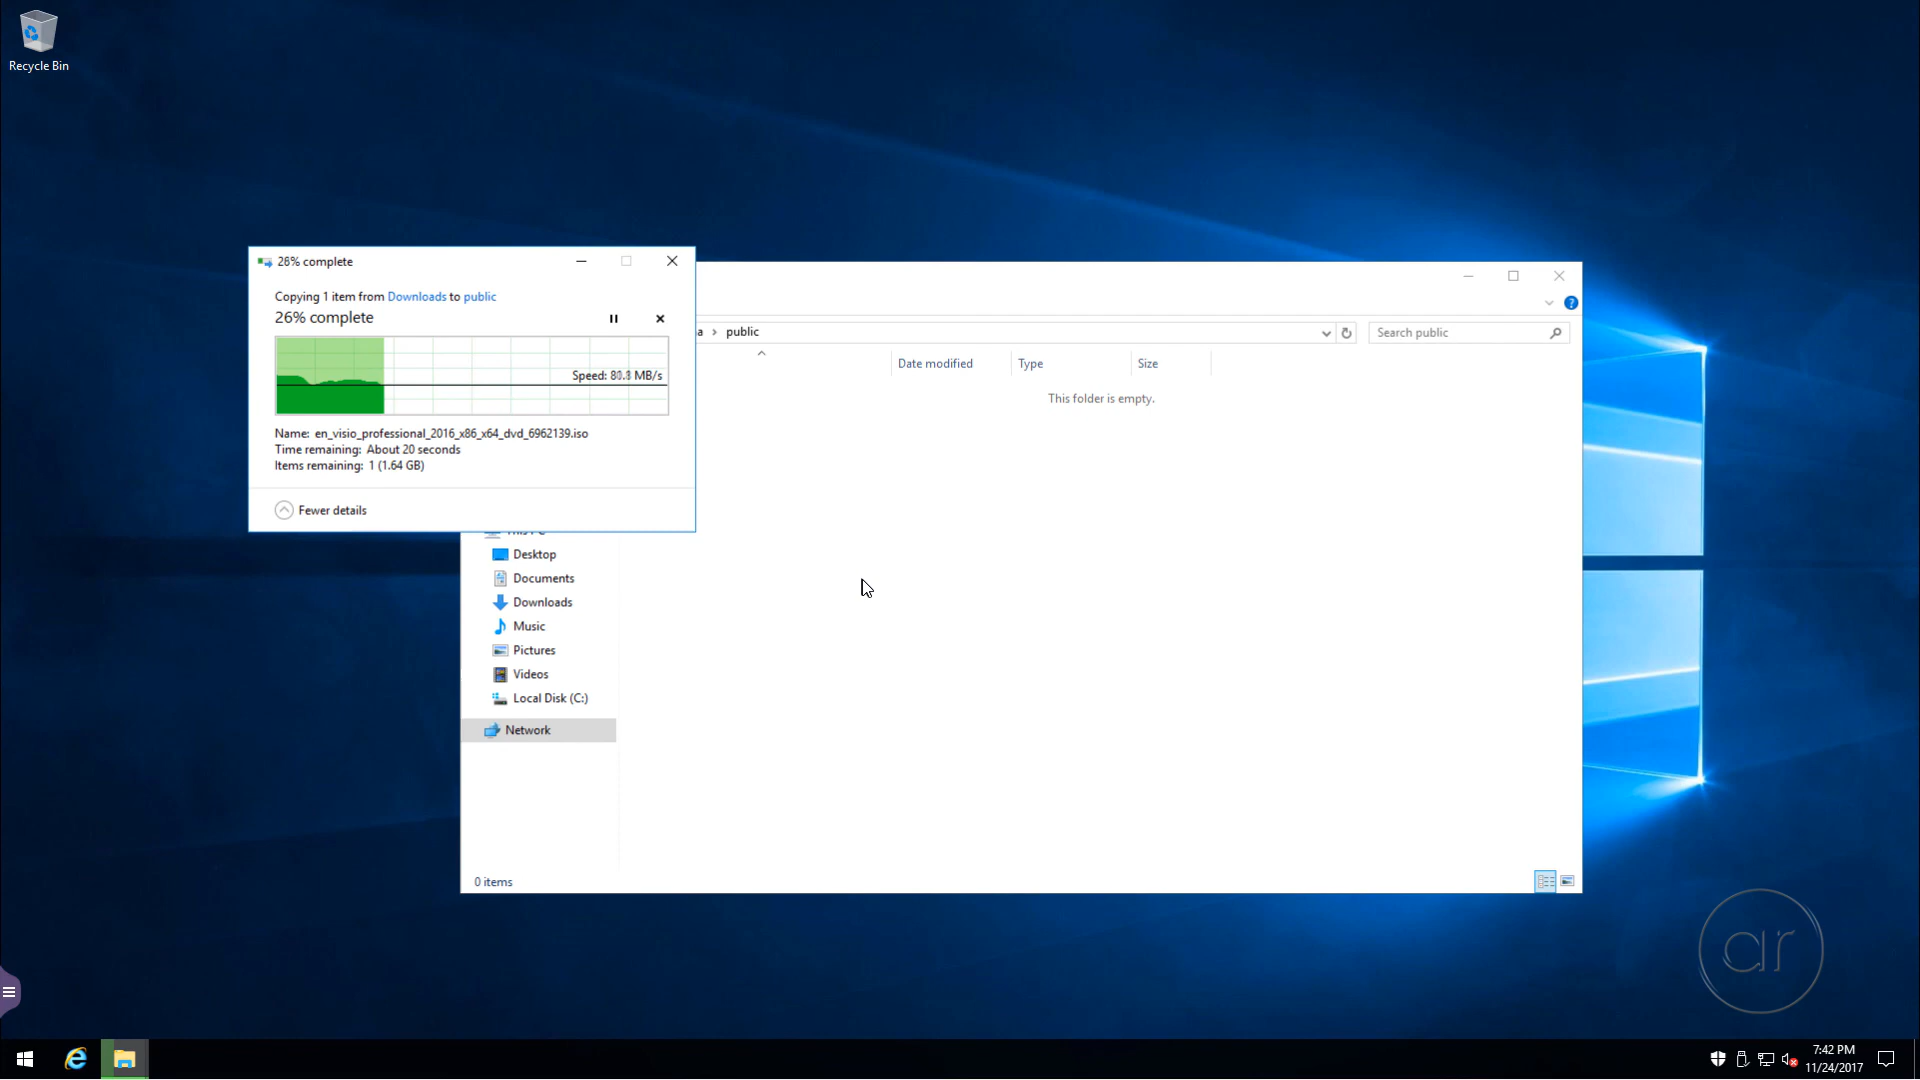 Recycle Bin
26% complete
Copying 1 item from Downloads to public
26% complete
Speed: 80.8 MB/s
Name: en_visio_professional_2016_x86_x64_dvd_6962139.iso
Time remaining: About 20 seconds
Items remaining: 1 (1.64 GB)
Fewer details
a > public
Search public
Date modified
Type
Size
This folder is empty.
This PC
Desktop
Documents
Downloads
Music
Pictures
Videos
Local Disk (C:)
Network
0 items
ar
7:42 PM
11/24/2017